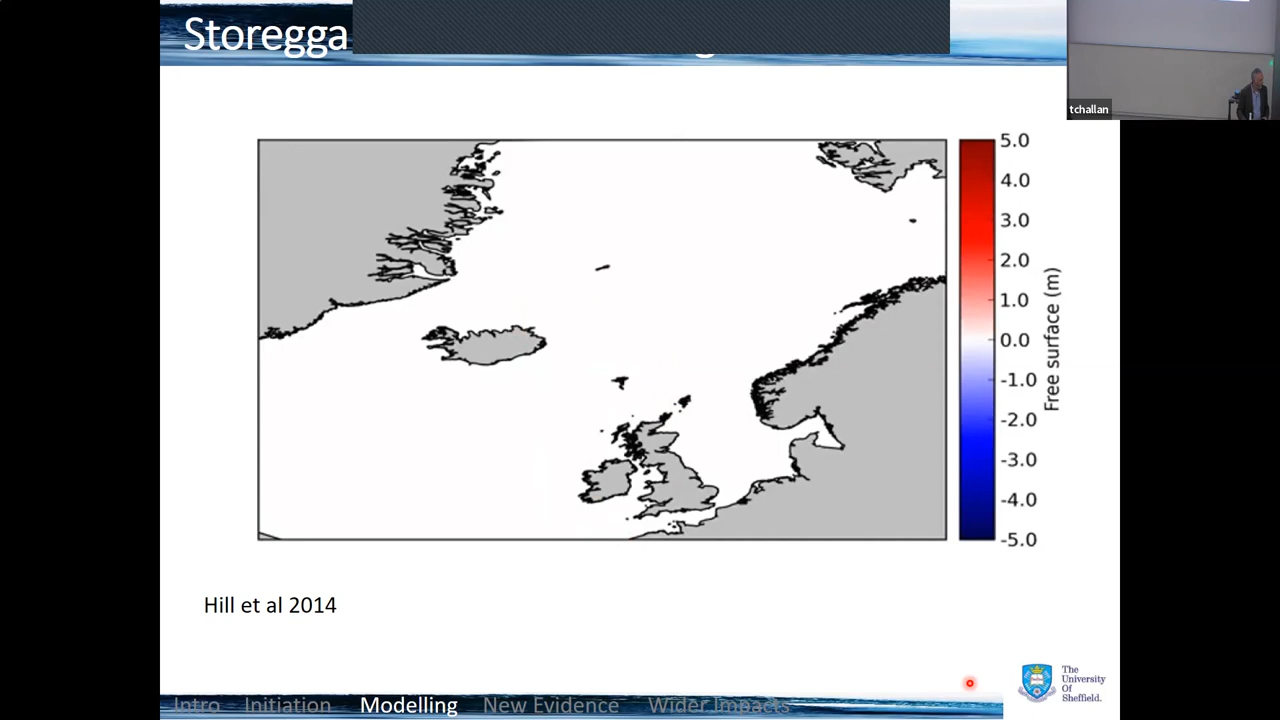 Storegga
tchallan
5.0
4.0
3.0
2.0
1.0
0.0
-1.0
-2.0
-3.0
-4.0
-5.0
Free surface (m)
Hill et al 2014
The
University
Of
Sheffield.
Intro Initiation Modelling New Evidence Wider Impacts